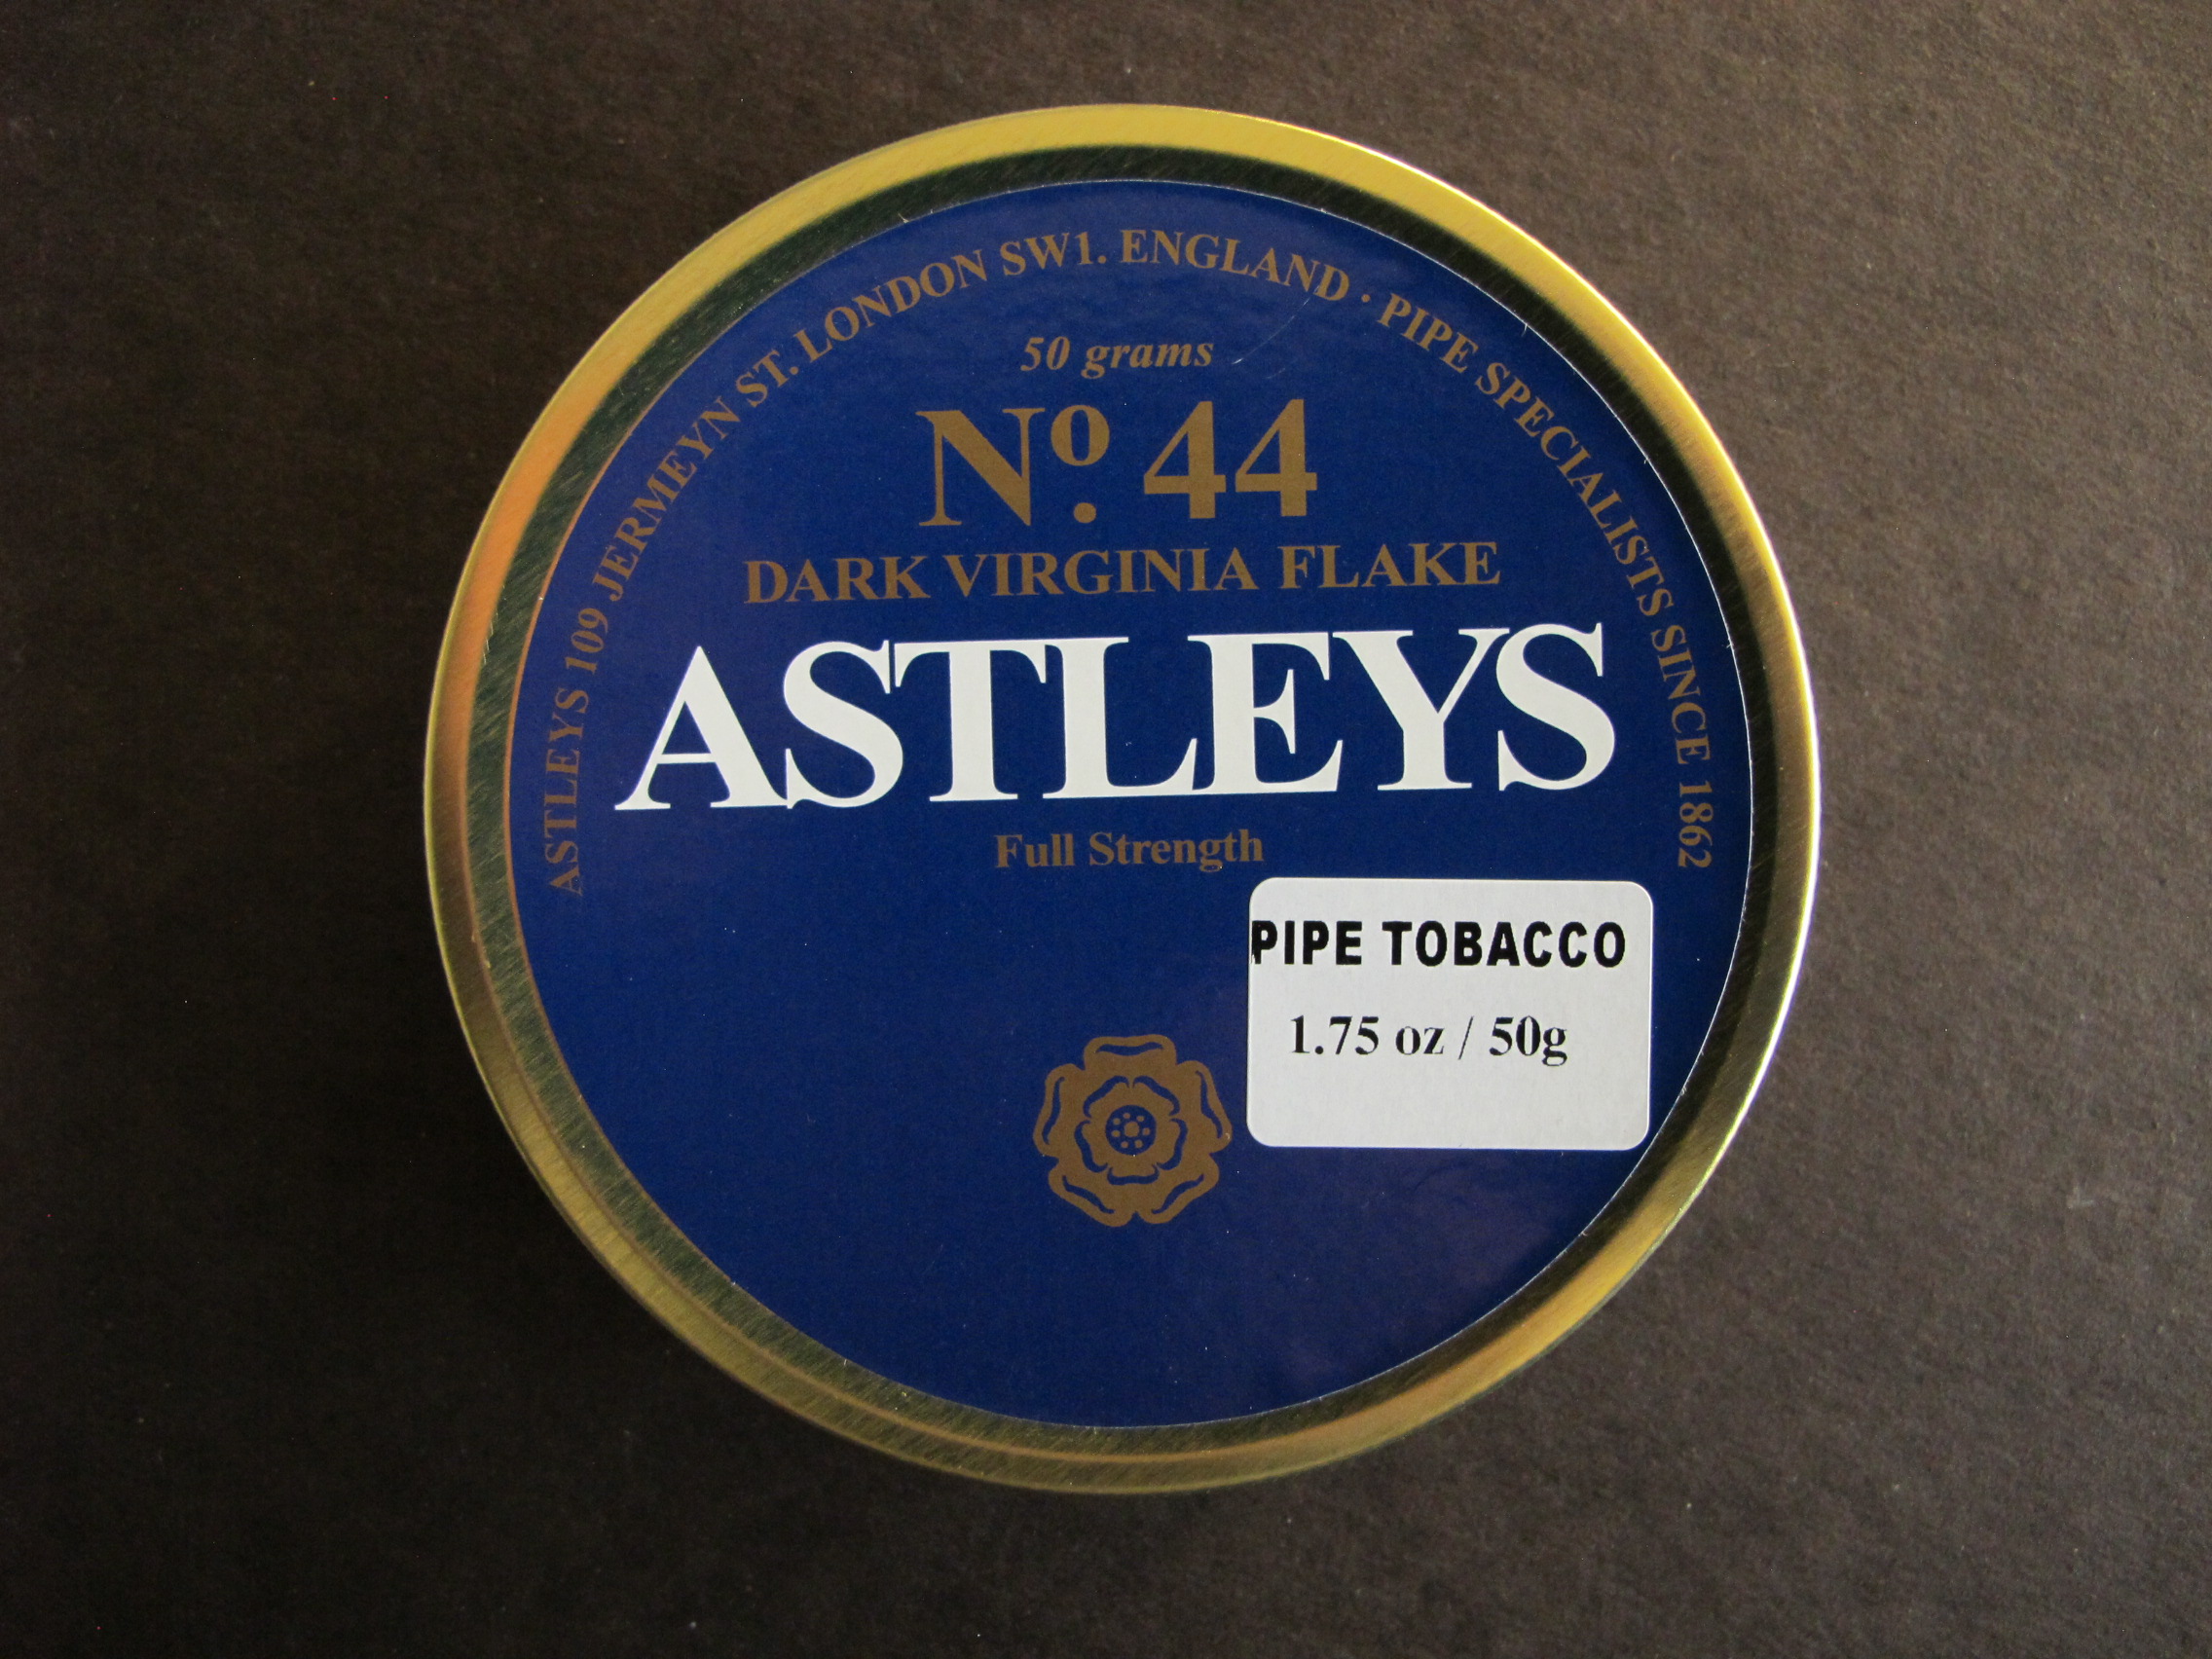 ASTLEYS 109 JERMEYN ST. LONDON SW1. ENGLAND · PIPE SPECIALISTS SINCE 1862
50 grams
Nº. 44
DARK VIRGINIA FLAKE
ASTLEYS
Full Strength
PIPE TOBACCO
1.75 oz / 50g